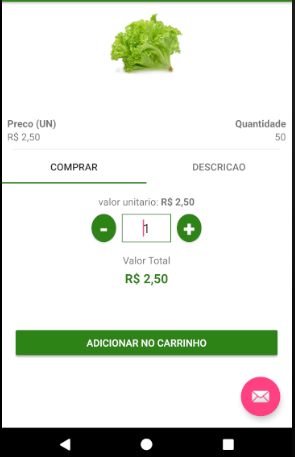 Preco (UN) Quantidade
R$ 2,50 50
COMPRAR DESCRICAO
valor unitario: R$ 2,50
- 1 +
Valor Total
R$ 2,50
ADICIONAR NO CARRINHO